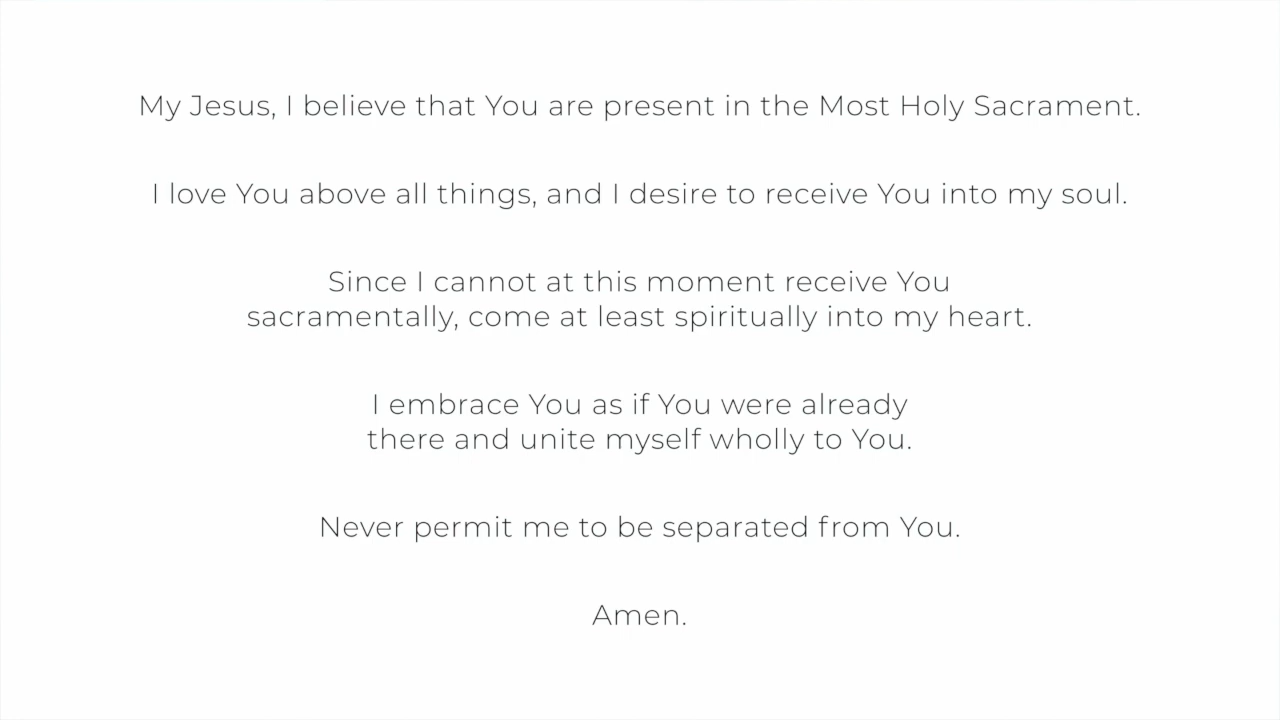 My Jesus, I believe that You are present in the Most Holy Sacrament.
I love You above all things, and I desire to receive You into my soul.
Since I cannot at this moment receive You
sacramentally, come at least spiritually into my heart.
I embrace You as if You were already
there and unite myself wholly to You.
Never permit me to be separated from You.
Amen.